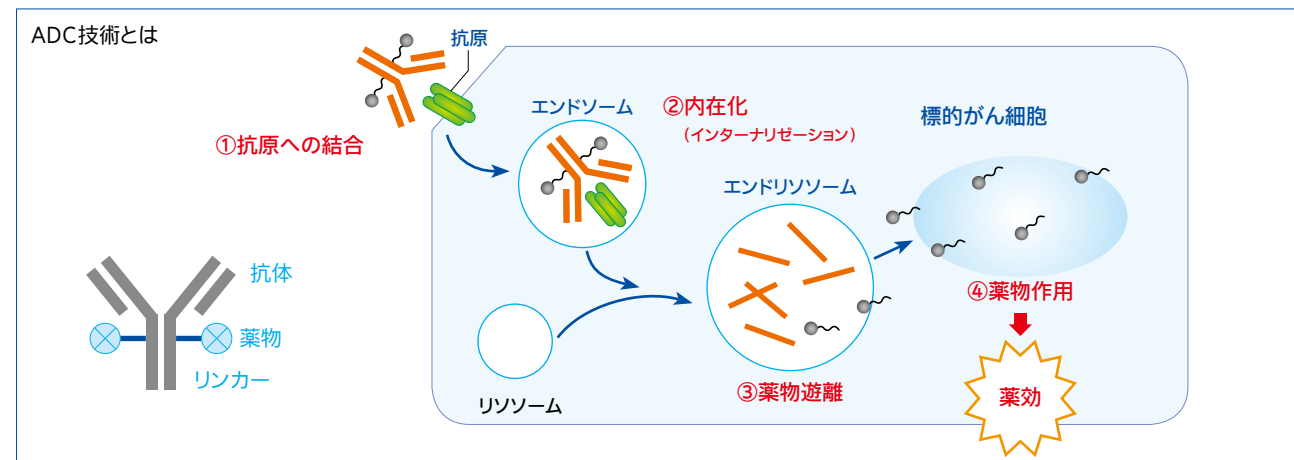 ADC技術とは
抗原
①抗原への結合
エンドソーム
②内在化
(インターナリゼーション)
標的がん細胞
エンドリソソーム
抗体
薬物
リンカー
リソソーム
③薬物遊離
④薬物作用
薬効